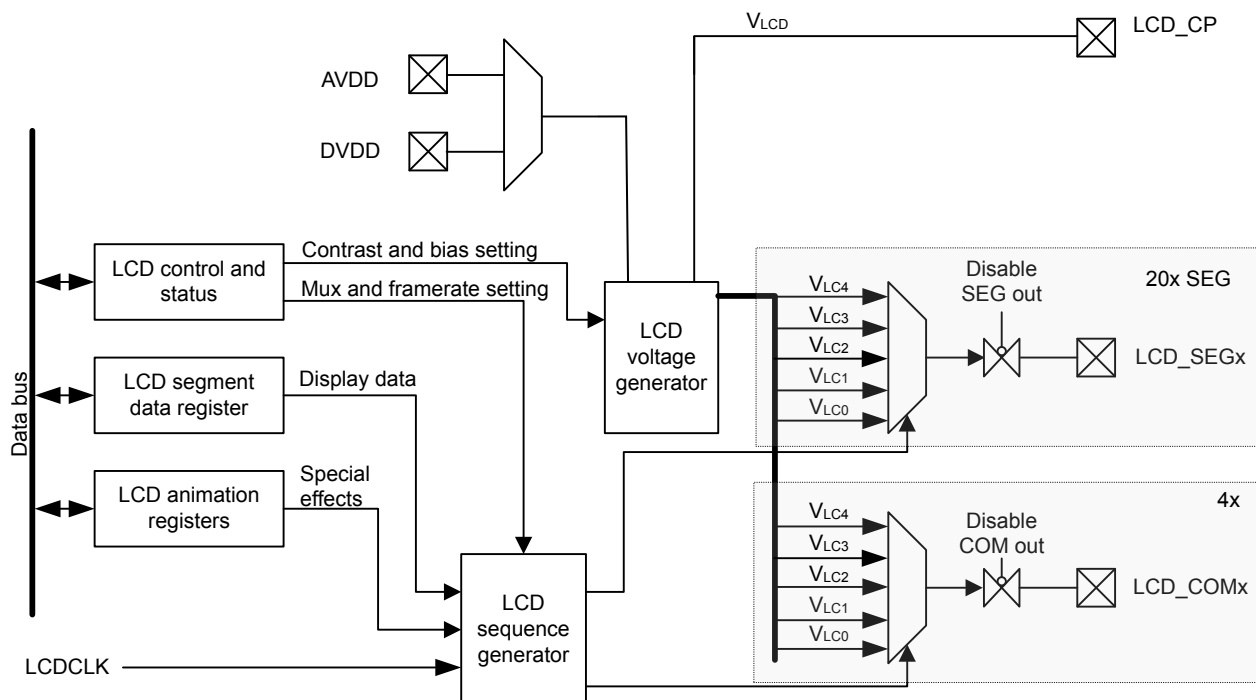 VLCD
LCD_CP
AVDD
DVDD
Data bus
LCD control and
status
Contrast and bias setting
Mux and framerate setting
LCD segment
data register
Display data
LCD animation
registers
Special
effects
LCD
voltage
generator
VLC4
VLC3
VLC2
VLC1
VLC0
Disable
SEG out
20x SEG
LCD_SEGx
LCD
sequence
generator
LCDCLK
VLC4
VLC3
VLC2
VLC1
VLC0
Disable
COM out
4x
LCD_COMx